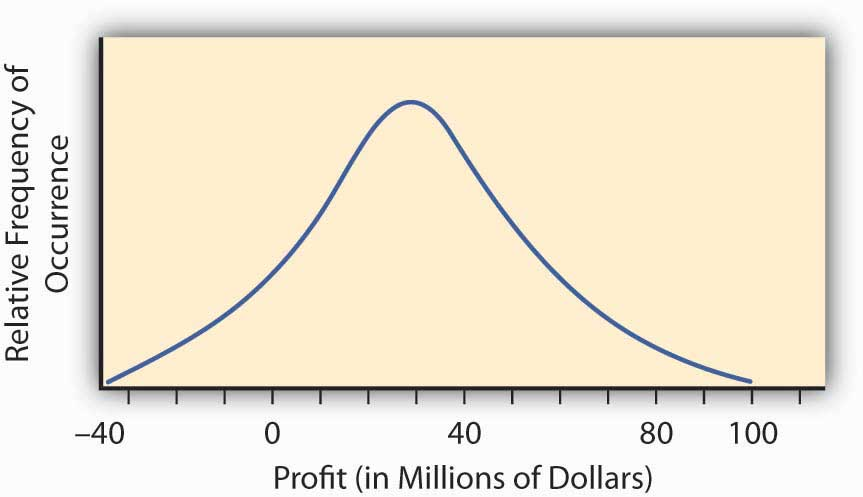 Relative Frequency of
Occurrence
–40 0 40 80 100
Profit (in Millions of Dollars)